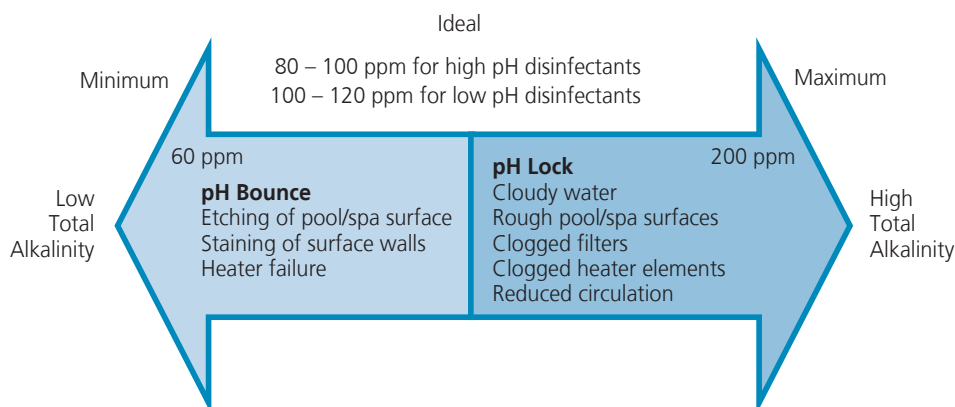 Ideal
80 – 100 ppm for high pH disinfectants
100 – 120 ppm for low pH disinfectants
Minimum
Maximum
60 ppm
200 ppm
Low
Total
Alkalinity
pH Bounce
Etching of pool/spa surface
Staining of surface walls
Heater failure
pH Lock
Cloudy water
Rough pool/spa surfaces
Clogged filters
Clogged heater elements
Reduced circulation
High
Total
Alkalinity